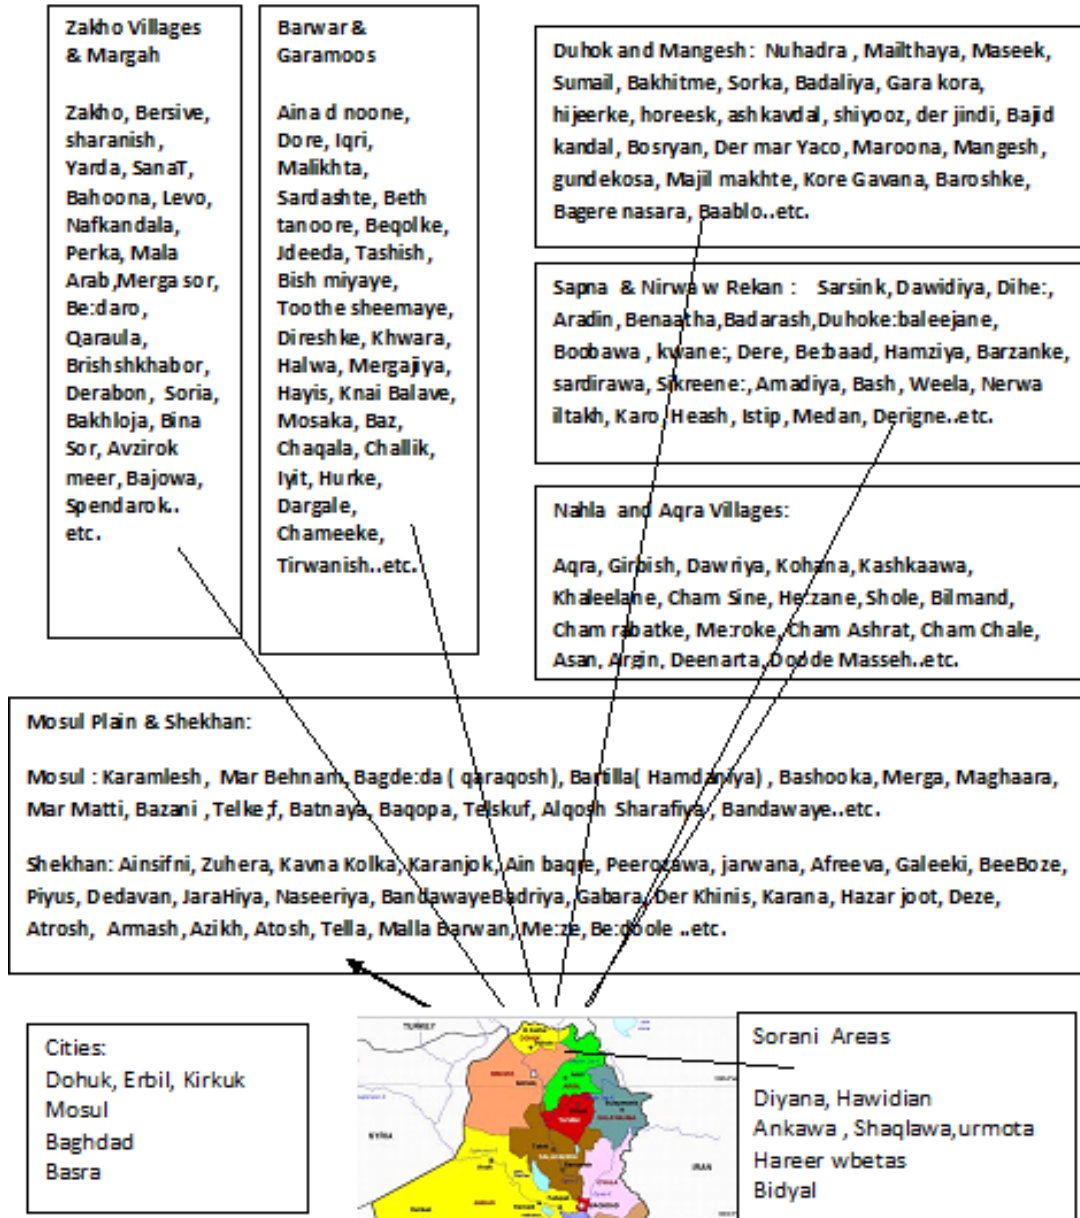 Zakho Villages
& Margah
Zakho, Bersive,
sharanish,
Yarda, SanaT,
Bahoona, Levo,
Nafkandala,
Perka, Mala
Arab,Merga sor,
Be:daro,
Qaraula,
Brishshkhabor,
Derabon, Soria,
Bakhloja, Bina
Sor, Avzirok
meer, Bajowa,
Spendarok..
etc.
Barwar &
Garamoos
Aina d noone,
Dore, Iqri,
Malikhta,
Sardashte, Beth
tanoore, Beqolke,
Jdeeda, Tashish,
Bish miyaye,
Toothe sheemaye,
Direshke, Khwara,
Halwa, Mergajiya,
Hayis, Knai Balave,
Mosaka, Baz,
Chaqala, Challik,
Iyit, Hurke,
Dargale,
Chameeke,
Tirwanish..etc.
Duhok and Mangesh: Nuhadra , Mailthaya, Maseek,
Sumail, Bakhitme, Sorka, Badaliya, Gara kora,
hijeerke, horeesk, ashkavdal, shiyooz, der jindi, Bajid
kandal, Bosryan, Der mar Yaco, Maroona, Mangesh,
gundekosa, Majil makhte, Kore Gavana, Baroshke,
Bagere nasara, Baablo..etc.
Sapna & Nirwa w Rekan : Sarsink, Dawidiya, Dihe:,
Aradin, Benaatha,Badarash,Duhoke:baleejane,
Boobawa , kwane:, Dere, Be:baad, Hamziya, Barzanke,
sardirawa, Sikreene:, Amadiya, Bash, Weela, Nerwa
iltakh, Karo, Heash, Istip, Medan, Derigne..etc.
Nahla and Aqra Villages:
Aqra, Girbish, Dawriya, Kohana, Kashkaawa,
Khaleelane, Cham Sine, He:zane, Shole, Bilmand,
Cham rabatke, Me:roke, Cham Ashrat, Cham Chale,
Asan, Argin, Deenarta, Doode Masseh..etc.
Mosul Plain & Shekhan:
Mosul : Karamlesh, Mar Behnam, Bagde:da ( qaraqosh), Bartilla( Hamdaniya) , Bashooka, Merga, Maghaara,
Mar Matti, Bazani ,Telke;f, Batnaya, Baqopa, Telskuf, Alqosh Sharafiya , Bandawaye..etc.
Shekhan: Ainsifni, Zuhera, Kavna Kolka, Karanjok, Ain baqre, Peerozawa, jarwana, Afreeva, Galeeki, BeeBoze,
Piyus, Dedavan, JaraHiya, Naseeriya, BandawayeBadriya, Gabara, Der Khinis, Karana, Hazar joot, Deze,
Atrosh, Armash, Azikh, Atosh, Tella, Malla Barwan, Me:ze, Be:doole ..etc.
Cities:
Dohuk, Erbil, Kirkuk
Mosul
Baghdad
Basra
TURKEY
SYRIA
IRAN
BAGHDAD
Sorani Areas
Diyana, Hawidian
Ankawa , Shaqlawa,urmota
Hareer wbetas
Bidyal